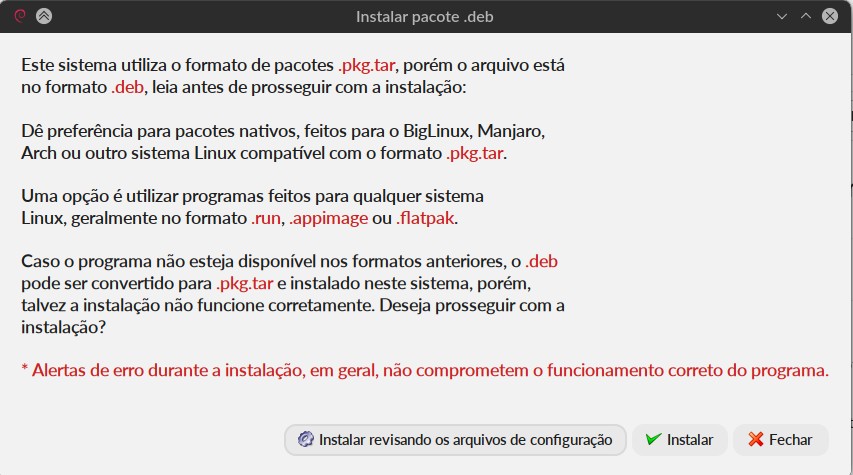 Instalar pacote .deb
Este sistema utiliza o formato de pacotes .pkg.tar, porém o arquivo está
no formato .deb, leia antes de prosseguir com a instalação:
Dê preferência para pacotes nativos, feitos para o BigLinux, Manjaro,
Arch ou outro sistema Linux compatível com o formato .pkg.tar.
Uma opção é utilizar programas feitos para qualquer sistema
Linux, geralmente no formato .run, .appimage ou .flatpak.
Caso o programa não esteja disponível nos formatos anteriores, o .deb
pode ser convertido para .pkg.tar e instalado neste sistema, porém,
talvez a instalação não funcione corretamente. Deseja prosseguir com a
instalação?
* Alertas de erro durante a instalação, em geral, não comprometem o funcionamento correto do programa.
Instalar revisando os arquivos de configuração
Instalar
Fechar